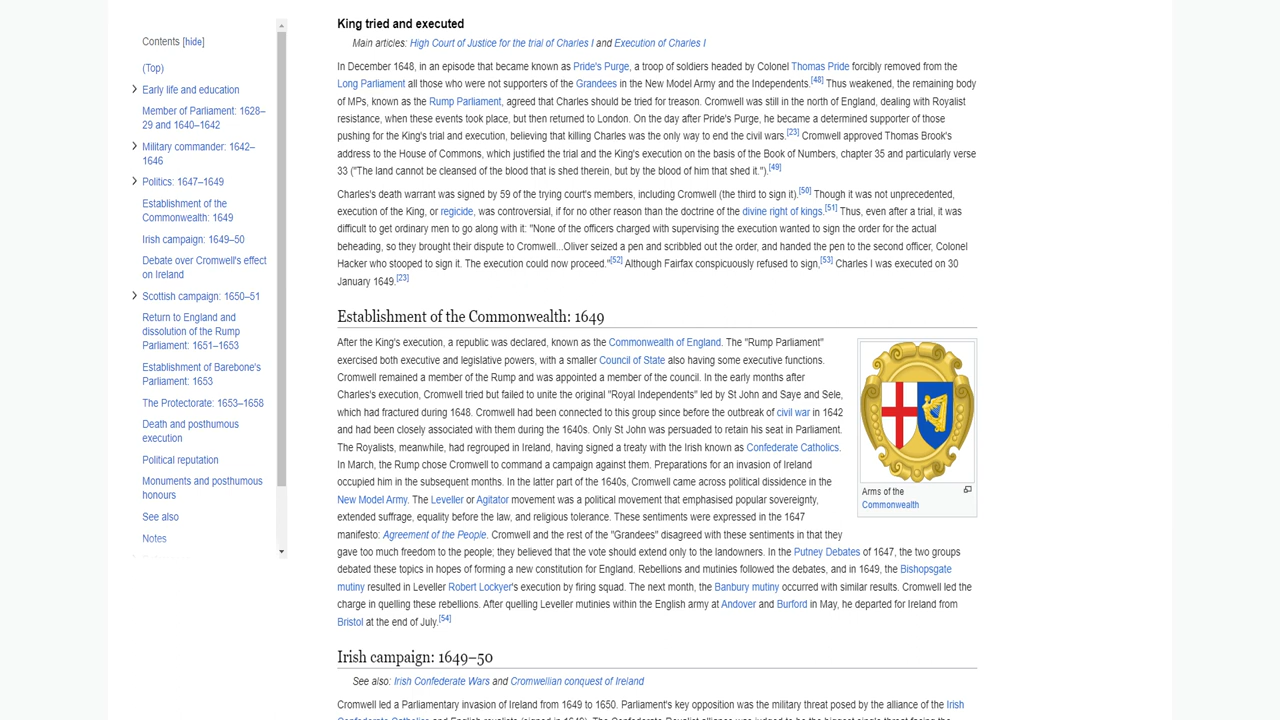 Contents [hide]
(Top)
Early life and education
Member of Parliament: 1628–
29 and 1640–1642
Military commander: 1642–
1646
Politics: 1647–1649
Establishment of the
Commonwealth: 1649
Irish campaign: 1649–50
Debate over Cromwell's effect
on Ireland
Scottish campaign: 1650–51
Return to England and
dissolution of the Rump
Parliament: 1651–1653
Establishment of Barebone's
Parliament: 1653
The Protectorate: 1653–1658
Death and posthumous
execution
Political reputation
Monuments and posthumous
honours
See also
Notes
King tried and executed
Main articles: High Court of Justice for the trial of Charles I and Execution of Charles I
In December 1648, in an episode that became known as Pride's Purge, a troop of soldiers headed by Colonel Thomas Pride forcibly removed from the
Long Parliament all those who were not supporters of the Grandees in the New Model Army and the Independents.[48] Thus weakened, the remaining body
of MPs, known as the Rump Parliament, agreed that Charles should be tried for treason. Cromwell was still in the north of England, dealing with Royalist
resistance, when these events took place, but then returned to London. On the day after Pride's Purge, he became a determined supporter of those
pushing for the King's trial and execution, believing that killing Charles was the only way to end the civil wars.[23] Cromwell approved Thomas Brook's
address to the House of Commons, which justified the trial and the King's execution on the basis of the Book of Numbers, chapter 35 and particularly verse
33 ("The land cannot be cleansed of the blood that is shed therein, but by the blood of him that shed it.").[49]
Charles's death warrant was signed by 59 of the trying court's members, including Cromwell (the third to sign it).[50] Though it was not unprecedented,
execution of the King, or regicide, was controversial, if for no other reason than the doctrine of the divine right of kings.[51] Thus, even after a trial, it was
difficult to get ordinary men to go along with it: "None of the officers charged with supervising the execution wanted to sign the order for the actual
beheading, so they brought their dispute to Cromwell...Oliver seized a pen and scribbled out the order, and handed the pen to the second officer, Colonel
Hacker who stooped to sign it. The execution could now proceed."[52] Although Fairfax conspicuously refused to sign,[53] Charles I was executed on 30
January 1649.[23]
Establishment of the Commonwealth: 1649
After the King's execution, a republic was declared, known as the Commonwealth of England. The "Rump Parliament"
exercised both executive and legislative powers, with a smaller Council of State also having some executive functions.
Cromwell remained a member of the Rump and was appointed a member of the council. In the early months after
Charles's execution, Cromwell tried but failed to unite the original "Royal Independents" led by St John and Saye and Sele,
which had fractured during 1648. Cromwell had been connected to this group since before the outbreak of civil war in 1642
and had been closely associated with them during the 1640s. Only St John was persuaded to retain his seat in Parliament.
The Royalists, meanwhile, had regrouped in Ireland, having signed a treaty with the Irish known as Confederate Catholics.
In March, the Rump chose Cromwell to command a campaign against them. Preparations for an invasion of Ireland
occupied him in the subsequent months. In the latter part of the 1640s, Cromwell came across political dissidence in the
New Model Army. The Leveller or Agitator movement was a political movement that emphasised popular sovereignty,
extended suffrage, equality before the law, and religious tolerance. These sentiments were expressed in the 1647
manifesto: Agreement of the People. Cromwell and the rest of the "Grandees" disagreed with these sentiments in that they
gave too much freedom to the people; they believed that the vote should extend only to the landowners. In the Putney Debates of 1647, the two groups
debated these topics in hopes of forming a new constitution for England. Rebellions and mutinies followed the debates, and in 1649, the Bishopsgate
mutiny resulted in Leveller Robert Lockyer's execution by firing squad. The next month, the Banbury mutiny occurred with similar results. Cromwell led the
charge in quelling these rebellions. After quelling Leveller mutinies within the English army at Andover and Burford in May, he departed for Ireland from
Bristol at the end of July.[54]
Arms of the
Commonwealth
Irish campaign: 1649–50
See also: Irish Confederate Wars and Cromwellian conquest of Ireland
Cromwell led a Parliamentary invasion of Ireland from 1649 to 1650. Parliament's key opposition was the military threat posed by the alliance of the Irish